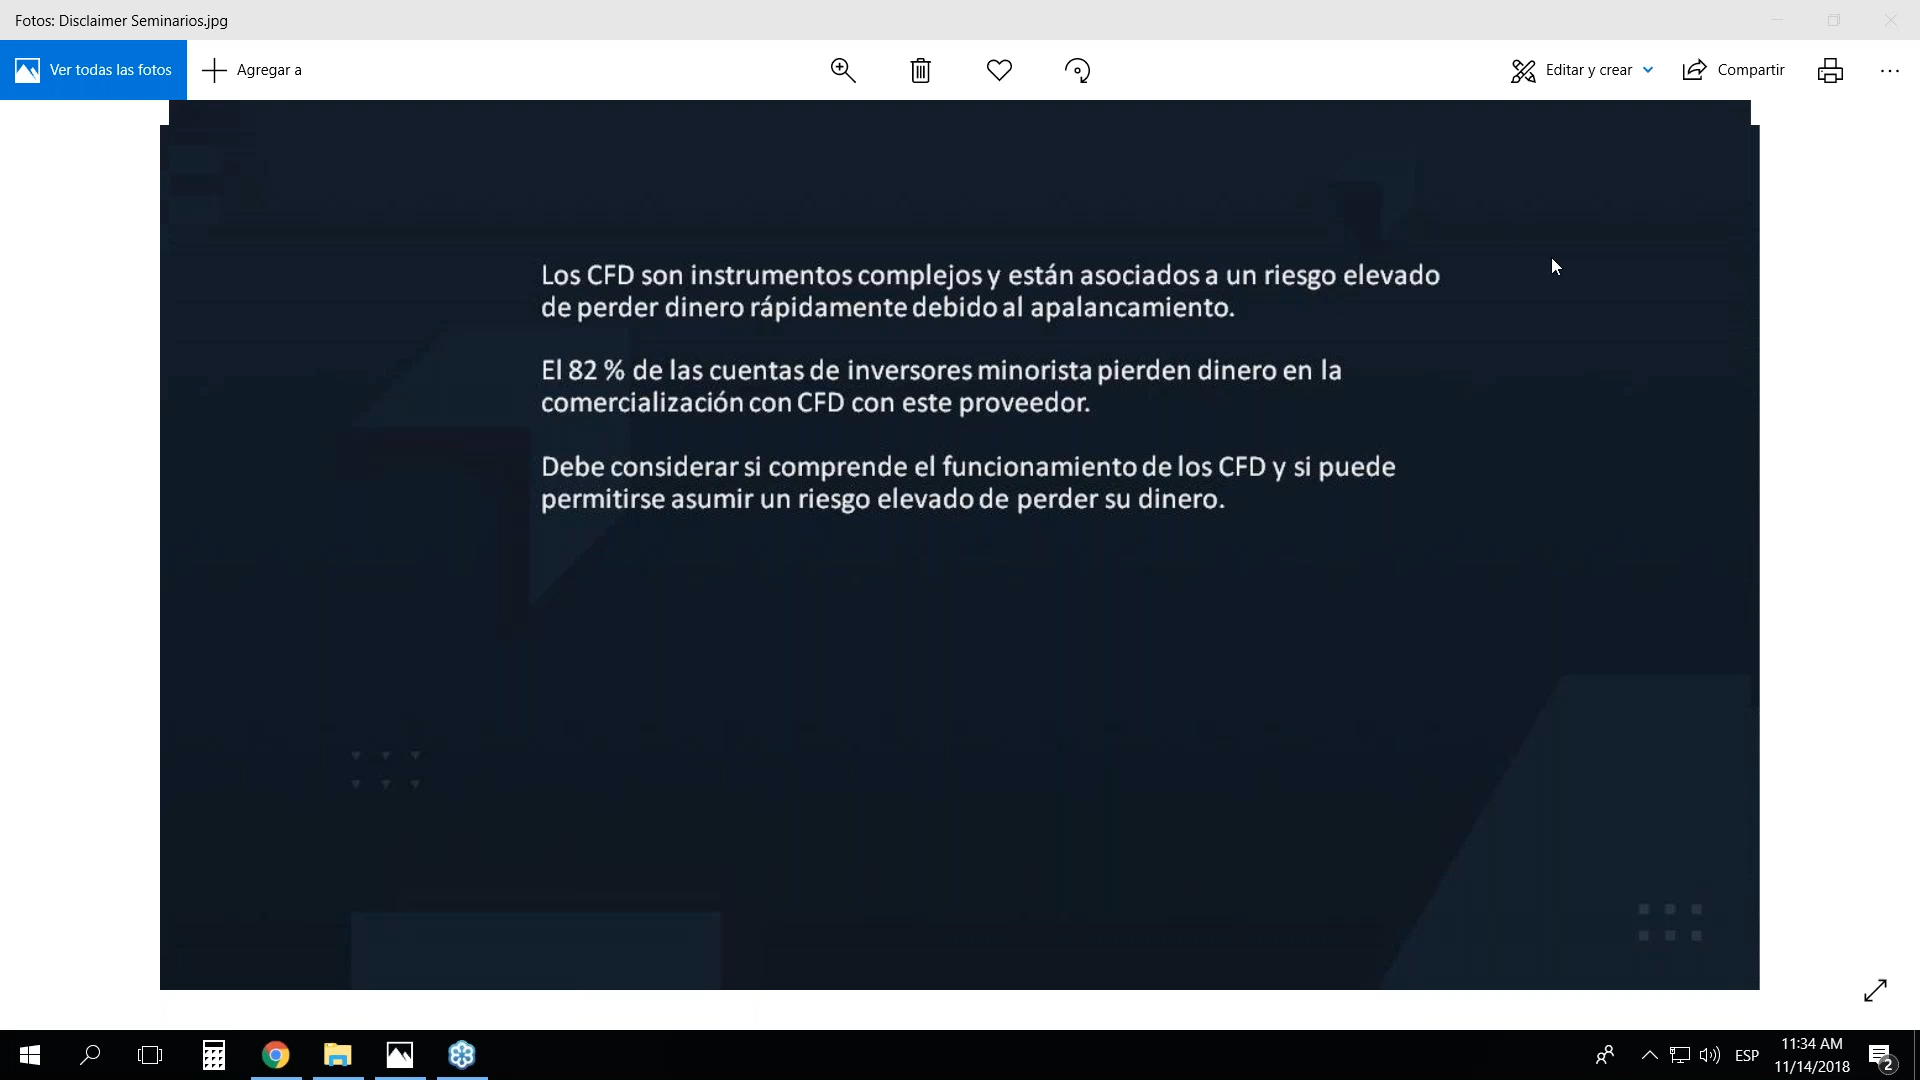 Fotos: Disclaimer Seminarios.jpg
Ver todas las fotos
Agregar a
Editar y crear
Compartir
Los CFD son instrumentos complejos y están asociados a un riesgo elevado
de perder dinero rápidamente debido al apalancamiento.
El 82 % de las cuentas de inversores minorista pierden dinero en la
comercialización con CFD con este proveedor.
Debe considerar si comprende el funcionamiento de los CFD y si puede
permitirse asumir un riesgo elevado de perder su dinero.
ESP
11:34 AM
11/14/2018
2